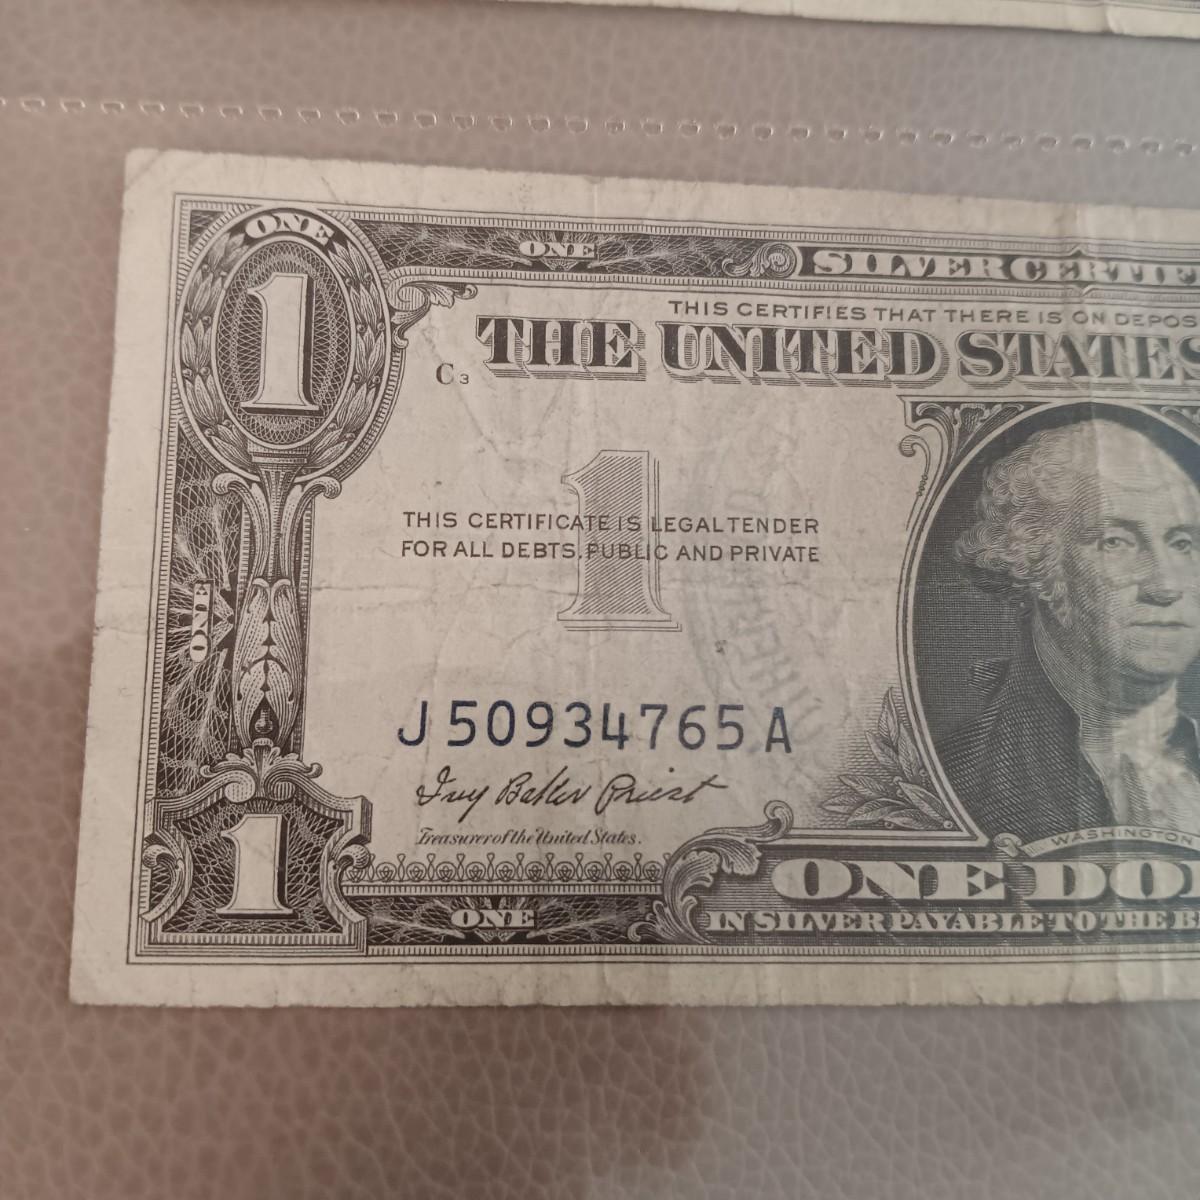 ONE
ONE
SILVER CERTIF
1
THIS CERTIFIES THAT THERE IS ON DEPOS
THE UNITED STATES
C3
1
THIS CERTIFICATE IS LEGAL TENDER
FOR ALL DEBTS, PUBLIC AND PRIVATE
ONE
J 50934765 A
Ivy Baker Priest
Treasurer of the United States.
WASHINGTON
1
ONE DOL
ONE
IN SILVER PAYABLE TO THE B